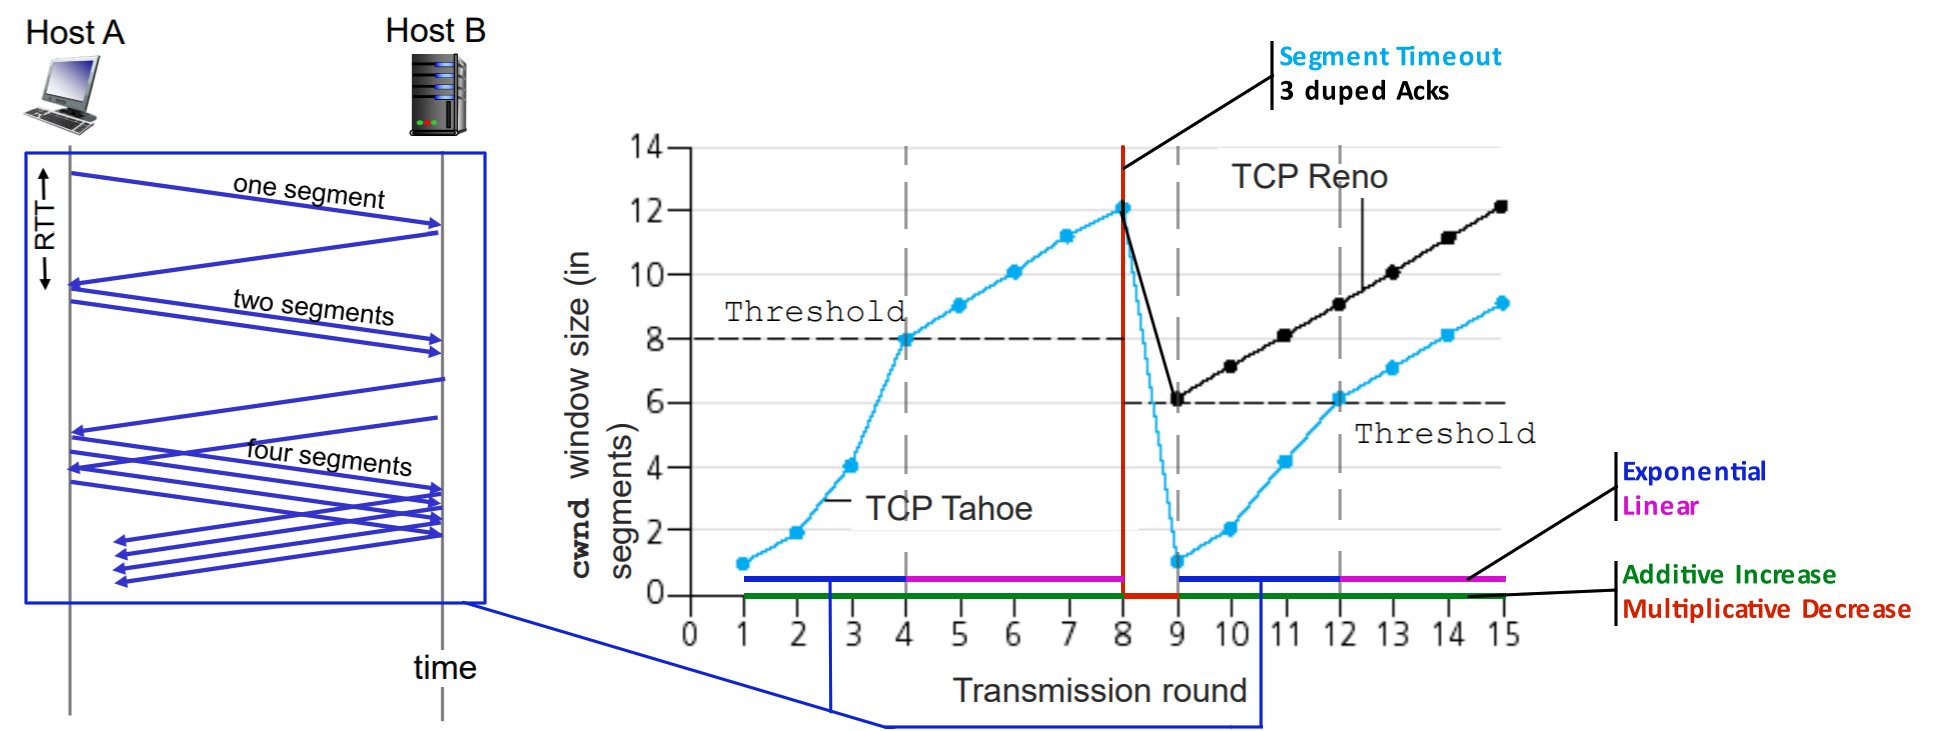 Host A
Host B
RTT
one segment
two segments
four segments
time
Segment Timeout
3 duped Acks
TCP Reno
Threshold
Threshold
TCP Tahoe
cwnd window size (in
segments)
14
12
10
8
6
4
2
0
0 1 2 3 4 5 6 7 8 9 10 11 12 13 14 15
Transmission round
Exponential
Linear
Additive Increase
Multiplicative Decrease